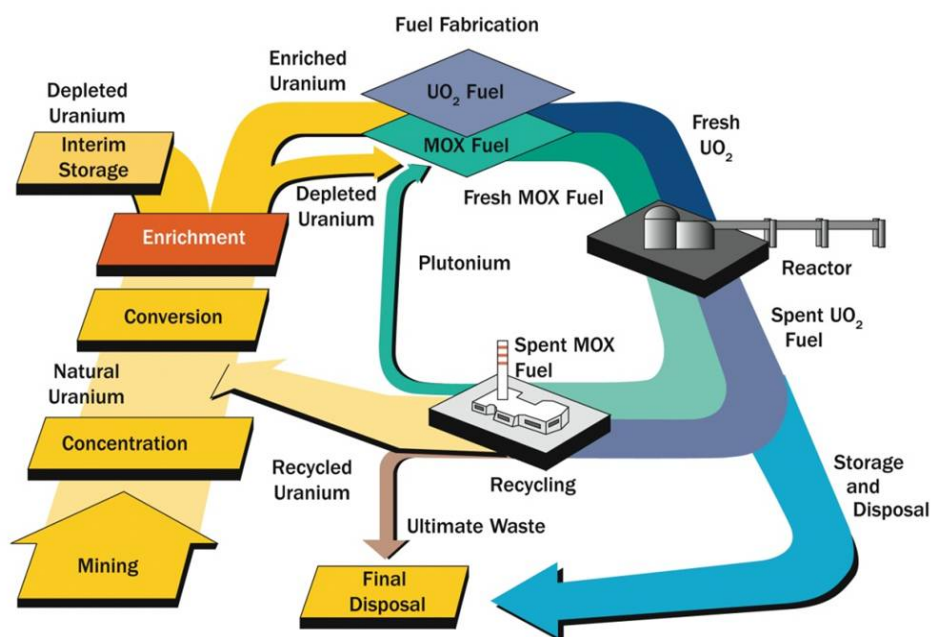 Fuel Fabrication
Enriched
Uranium
UO₂ Fuel
MOX Fuel
Depleted
Uranium
Interim
Storage
Fresh
UO₂
Depleted
Uranium
Fresh MOX Fuel
Enrichment
Plutonium
Reactor
Conversion
Spent UO₂
Fuel
Spent MOX
Fuel
Natural
Uranium
Concentration
Recycled
Uranium
Recycling
Storage
and
Disposal
Ultimate Waste
Mining
Final
Disposal